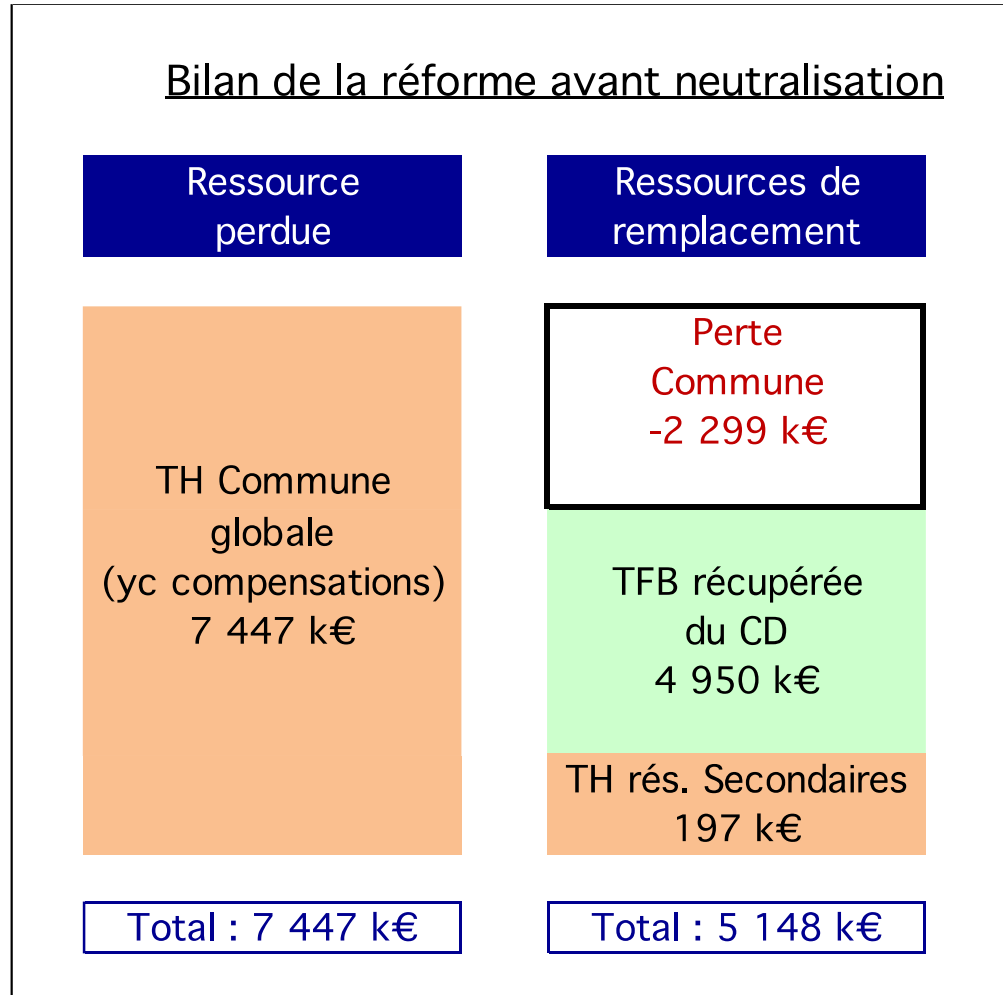 Bilan de la réforme avant neutralisation
Ressource
perdue
Ressources de
remplacement
TH Commune
globale
(yc compensations)
7 447 k€
Perte
Commune
-2 299 k€
TFB récupérée
du CD
4 950 k€
TH rés. Secondaires
197 k€
Total : 7 447 k€
Total : 5 148 k€